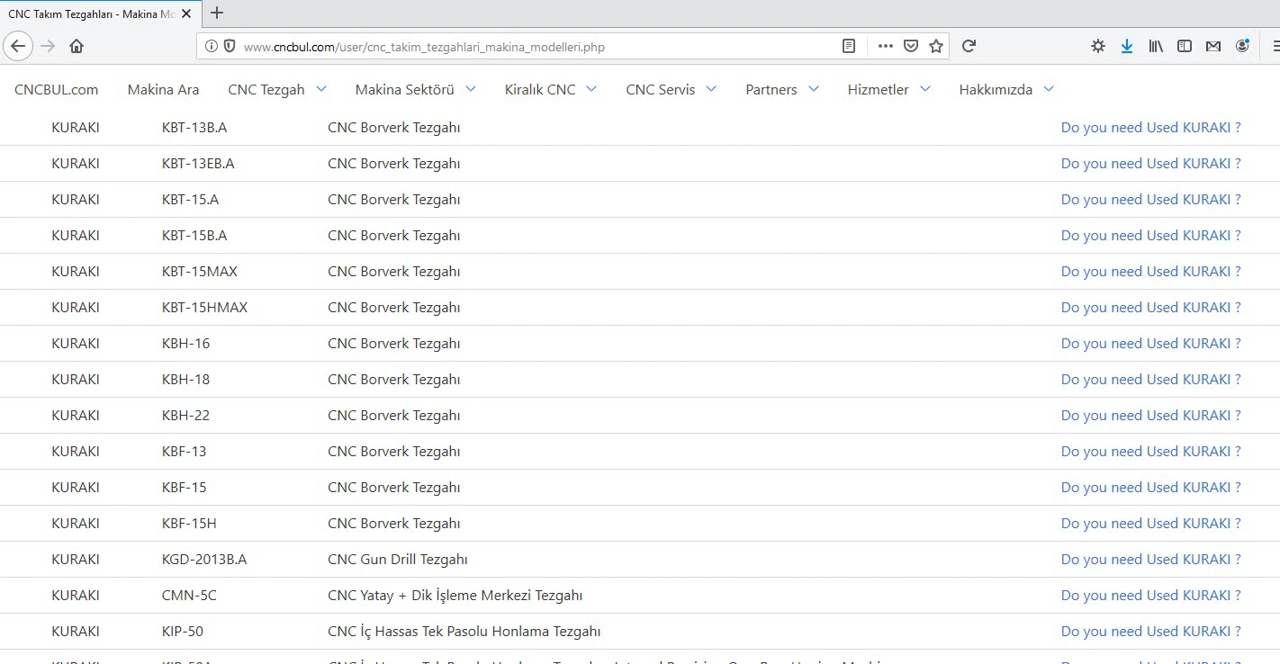 CNC Takım Tezgahları - Makina Mo
www.cncbul.com/user/cnc_takim_tezgahlari_makina_modelleri.php
CNCBUL.com Makina Ara CNC Tezgah Makina Sektörü Kiralık CNC CNC Servis Partners Hizmetler Hakkımızda
KURAKI KBT-13B.A CNC Borverk Tezgahı Do you need Used KURAKI ?
KURAKI KBT-13EB.A CNC Borverk Tezgahı Do you need Used KURAKI ?
KURAKI KBT-15.A CNC Borverk Tezgahı Do you need Used KURAKI ?
KURAKI KBT-15B.A CNC Borverk Tezgahı Do you need Used KURAKI ?
KURAKI KBT-15MAX CNC Borverk Tezgahı Do you need Used KURAKI ?
KURAKI KBT-15HMAX CNC Borverk Tezgahı Do you need Used KURAKI ?
KURAKI KBH-16 CNC Borverk Tezgahı Do you need Used KURAKI ?
KURAKI KBH-18 CNC Borverk Tezgahı Do you need Used KURAKI ?
KURAKI KBH-22 CNC Borverk Tezgahı Do you need Used KURAKI ?
KURAKI KBF-13 CNC Borverk Tezgahı Do you need Used KURAKI ?
KURAKI KBF-15 CNC Borverk Tezgahı Do you need Used KURAKI ?
KURAKI KBF-15H CNC Borverk Tezgahı Do you need Used KURAKI ?
KURAKI KGD-2013B.A CNC Gun Drill Tezgahı Do you need Used KURAKI ?
KURAKI CMN-5C CNC Yatay + Dik İşleme Merkezi Tezgahı Do you need Used KURAKI ?
KURAKI KIP-50 CNC İç Hassas Tek Pasolu Honlama Tezgahı Do you need Used KURAKI ?